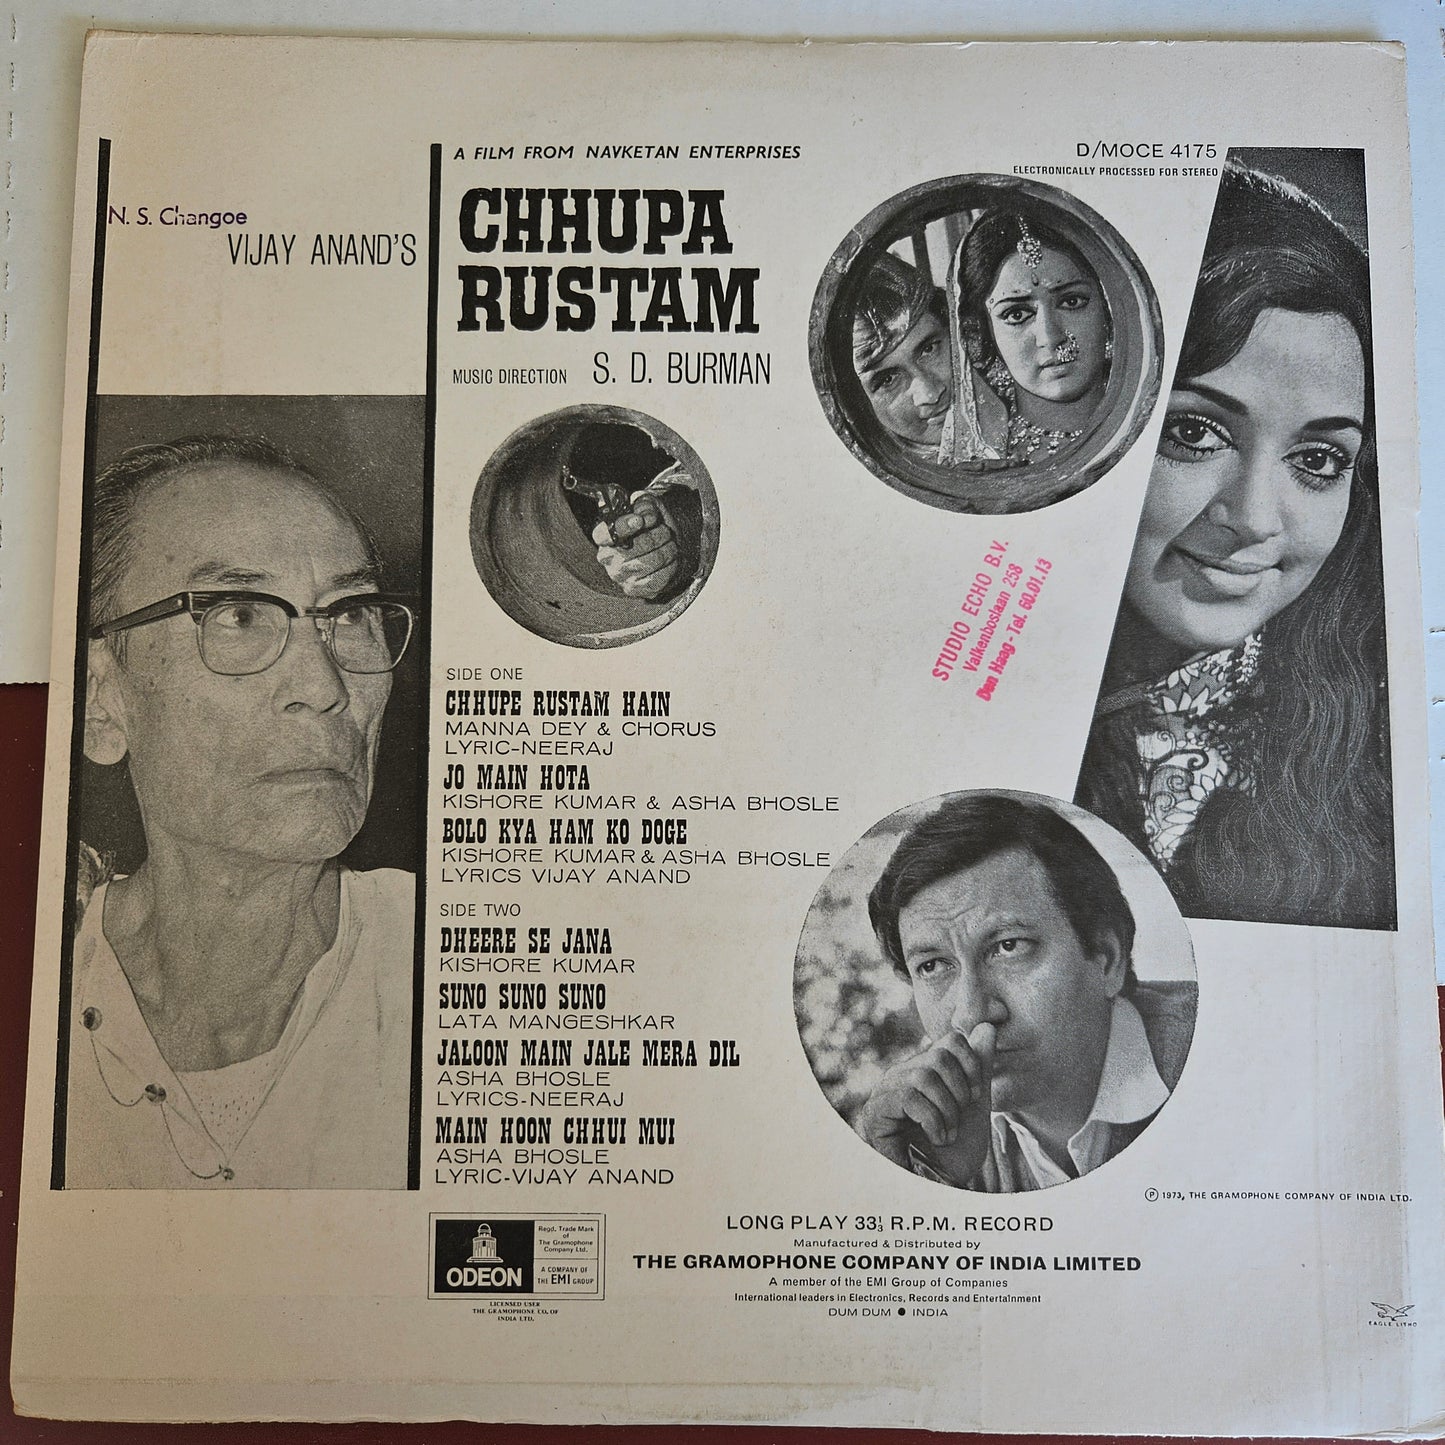 A FILM FROM NAVKETAN ENTERPRISES
D/MOCE 4175
ELECTRONICALLY PROCESSED FOR STEREO
N. S. Changoe
VIJAY ANAND'S
CHHUPA
RUSTAM
MUSIC DIRECTION S. D. BURMAN
STUDIO ECHO B.V.
Valkenboslaan 258
Den Haag - Tel. 60.01.13
SIDE ONE
CHHUPE RUSTAM HAIN
MANNA DEY & CHORUS
LYRIC-NEERAJ
JO MAIN HOTA
KISHORE KUMAR & ASHA BHOSLE
BOLO KYA HAM KO DOGE
KISHORE KUMAR & ASHA BHOSLE
LYRICS VIJAY ANAND
SIDE TWO
DHEERE SE JANA
KISHORE KUMAR
SUNO SUNO SUNO
LATA MANGESHKAR
JALOON MAIN JALE MERA DIL
ASHA BHOSLE
LYRICS-NEERAJ
MAIN HOON CHHUI MUI
ASHA BHOSLE
LYRIC-VIJAY ANAND
Ⓟ 1973, THE GRAMOPHONE COMPANY OF INDIA LTD.
ODEON
Regd. Trade Mark
of
The Gramophone
Company Ltd.
A COMPANY OF
THE EMI GROUP
LICENSED USER
THE GRAMOPHONE CO. OF
INDIA LTD.
LONG PLAY 33⅓ R.P.M. RECORD
Manufactured & Distributed by
THE GRAMOPHONE COMPANY OF INDIA LIMITED
A member of the EMI Group of Companies
International leaders in Electronics, Records and Entertainment
DUM DUM ● INDIA
EAGLE LITHO